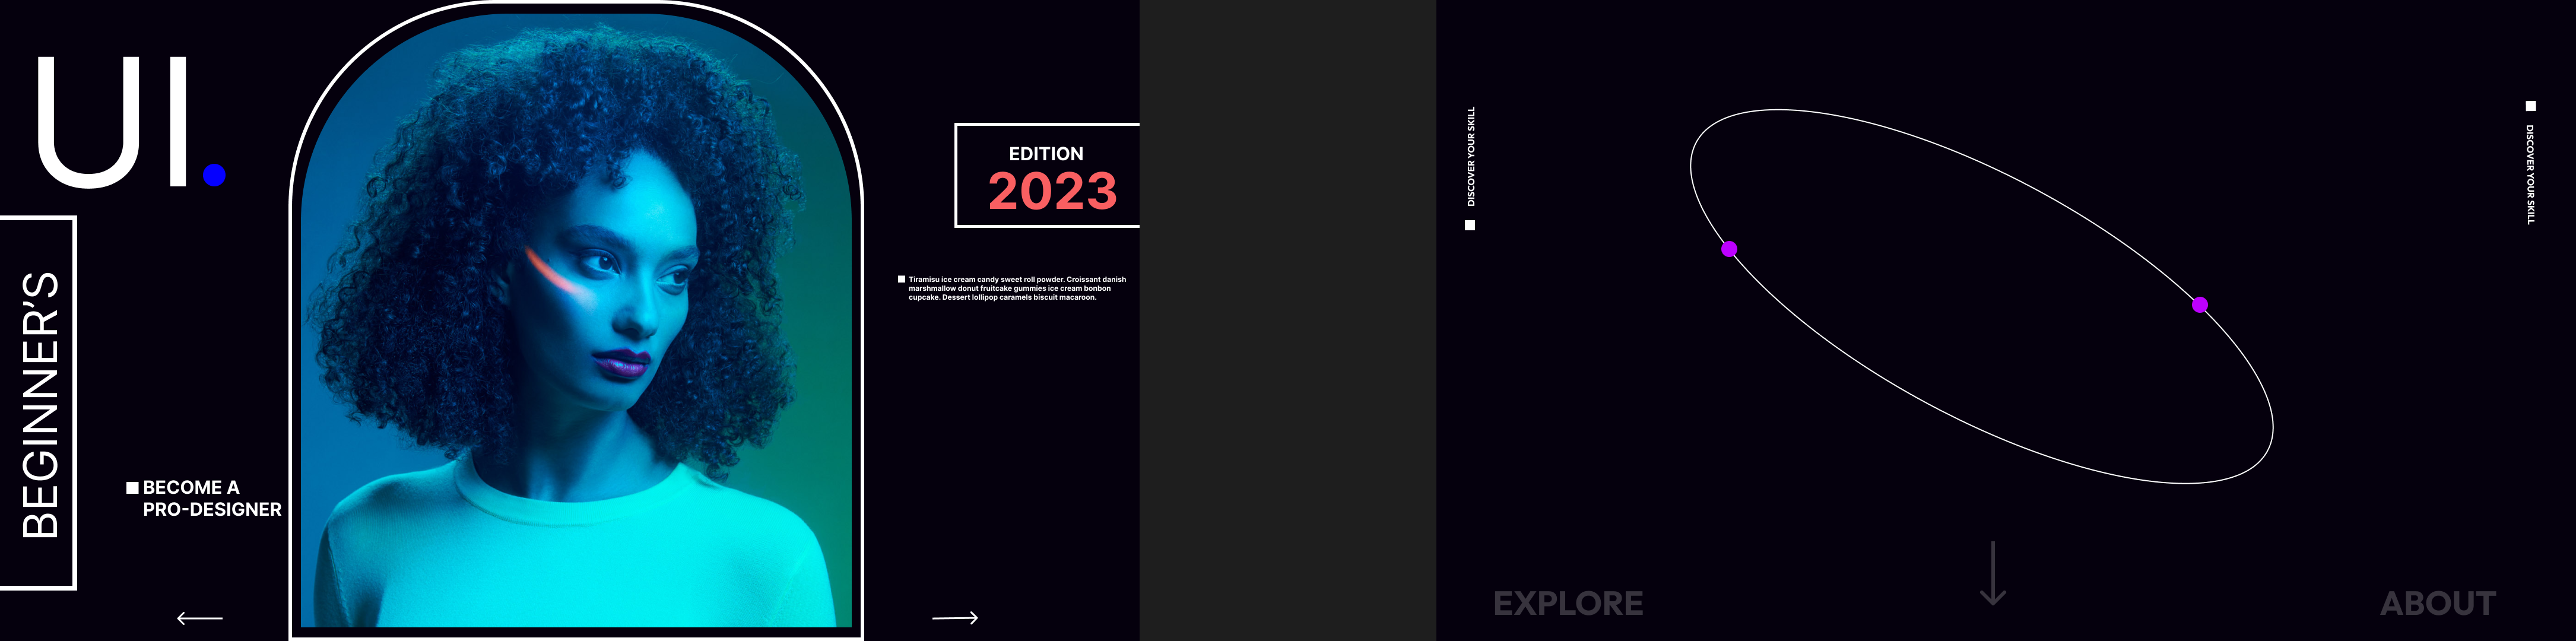 UI.
BEGINNER'S
BECOME A
PRO-DESIGNER
EDITION
2023
Tiramisu ice cream candy sweet roll powder. Croissant danish
marshmallow donut fruitcake gummies ice cream bonbon
cupcake. Dessert lollipop caramels biscuit macaroon.
DISCOVER YOUR SKILL
DISCOVER YOUR SKILL
EXPLORE
ABOUT